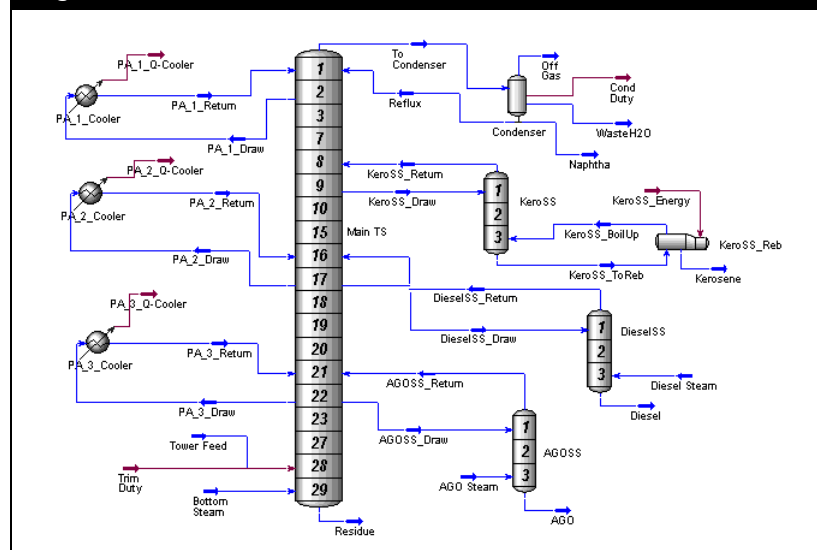 PA_1_Q-Cooler
PA_1_Return
PA_1_Cooler
PA_1_Draw
To
Condenser
Reflux
Off
Gas
Cond
Duty
Condenser
WasteH2O
Naphtha
PA_2_Q-Cooler
PA_2_Return
PA_2_Cooler
PA_2_Draw
KeroSS_Return
KeroSS_Draw
1
2
3
KeroSS
KeroSS_Energy
KeroSS_BoilUp
KeroSS_Reb
KeroSS_ToReb
Kerosene
1
2
3
7
8
9
10
15
16
17
18
19
20
21
22
23
27
28
29
Main TS
DieselSS_Return
DieselSS_Draw
1
2
3
DieselSS
Diesel Steam
Diesel
PA_3_Q-Cooler
PA_3_Return
PA_3_Cooler
PA_3_Draw
AGOSS_Return
AGOSS_Draw
1
2
3
AGOSS
AGO Steam
AGO
Tower Feed
Trim
Duty
Bottom
Steam
Residue